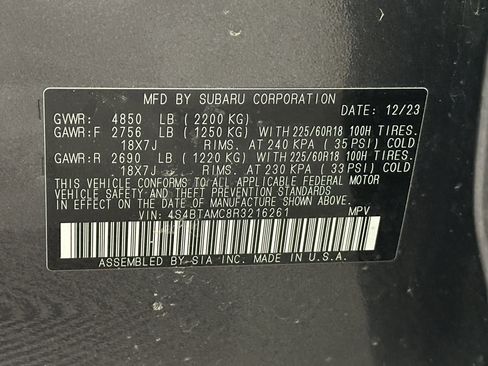 MFD BY SUBARU CORPORATION
DATE: 12/23
GVWR: 4850 LB (2200 KG)
GAWR:F 2756 LB (1250 KG) WITH 225/60R18 100H TIRES.
18X7J RIMS. AT 240 KPA (35 PSI) COLD
GAWR:R 2690 LB (1220 KG) WITH 225/60R18 100H TIRES.
18X7J RIMS. AT 230 KPA (33 PSI) COLD
THIS VEHICLE CONFORMS TO ALL APPLICABLE FEDERAL MOTOR
VEHICLE SAFETY AND THEFT PREVENTION STANDARDS
IN EFFECT ON THE DATE OF MANUFACTURE SHOWN ABOVE.
VIN: 4S4BTAMC8R3216261 MPV
ASSEMBLED BY SIA INC. MADE IN U.S.A.